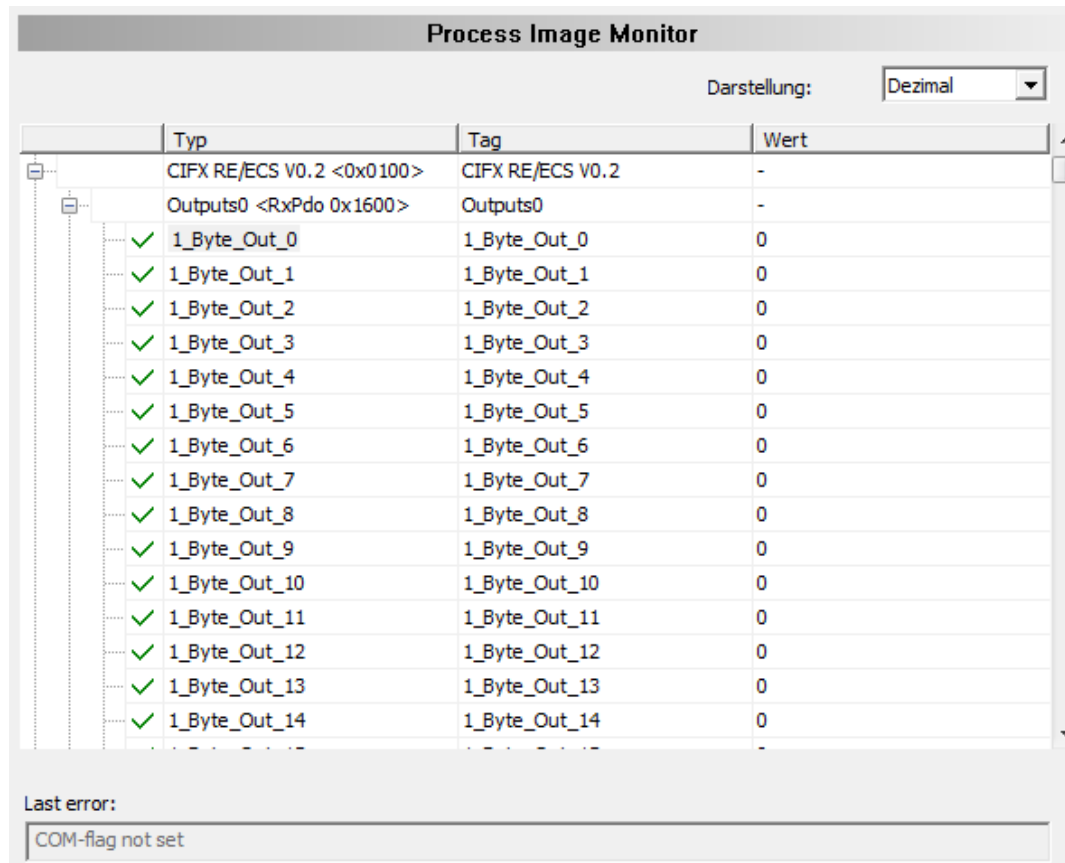 Process Image Monitor
Darstellung: Dezimal
Typ Tag Wert
CIFX RE/ECS V0.2 <0x0100> CIFX RE/ECS V0.2 -
Outputs0 <RxPdo 0x1600> Outputs0 -
1_Byte_Out_0 1_Byte_Out_0 0
1_Byte_Out_1 1_Byte_Out_1 0
1_Byte_Out_2 1_Byte_Out_2 0
1_Byte_Out_3 1_Byte_Out_3 0
1_Byte_Out_4 1_Byte_Out_4 0
1_Byte_Out_5 1_Byte_Out_5 0
1_Byte_Out_6 1_Byte_Out_6 0
1_Byte_Out_7 1_Byte_Out_7 0
1_Byte_Out_8 1_Byte_Out_8 0
1_Byte_Out_9 1_Byte_Out_9 0
1_Byte_Out_10 1_Byte_Out_10 0
1_Byte_Out_11 1_Byte_Out_11 0
1_Byte_Out_12 1_Byte_Out_12 0
1_Byte_Out_13 1_Byte_Out_13 0
1_Byte_Out_14 1_Byte_Out_14 0
Last error:
COM-flag not set